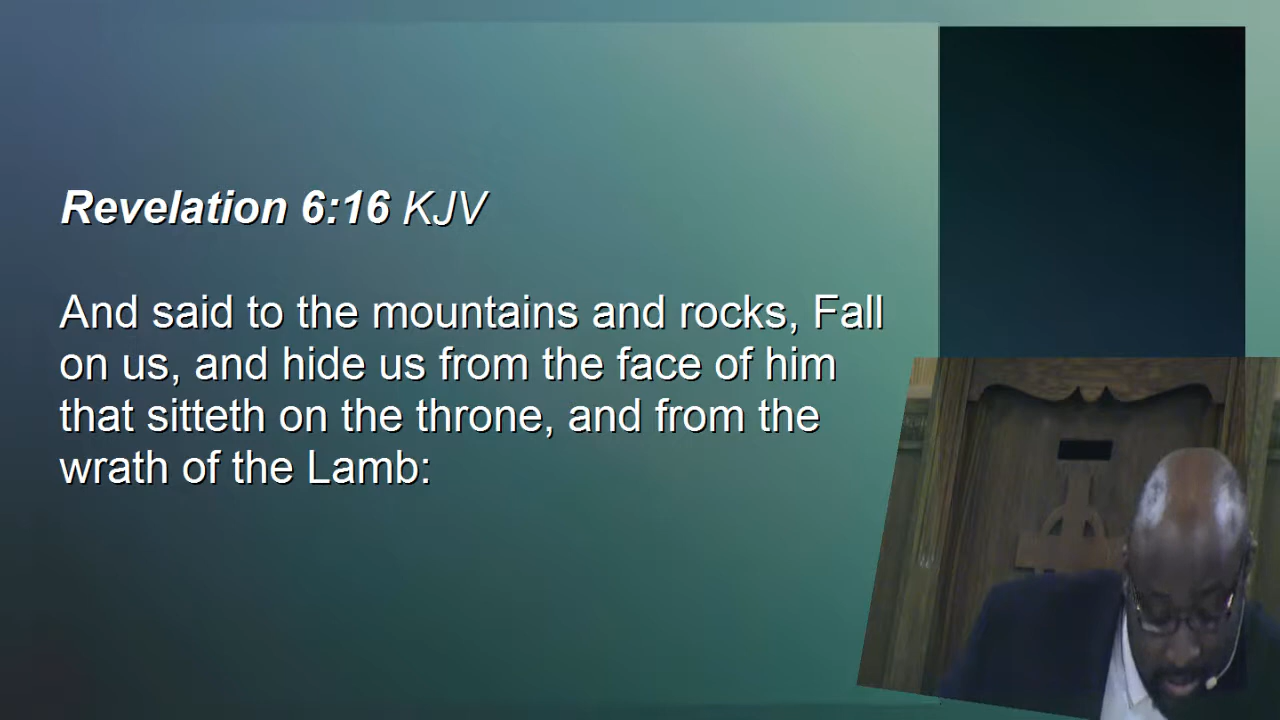 Revelation 6:16 KJV
And said to the mountains and rocks, Fall
on us, and hide us from the face of him
that sitteth on the throne, and from the
wrath of the Lamb: